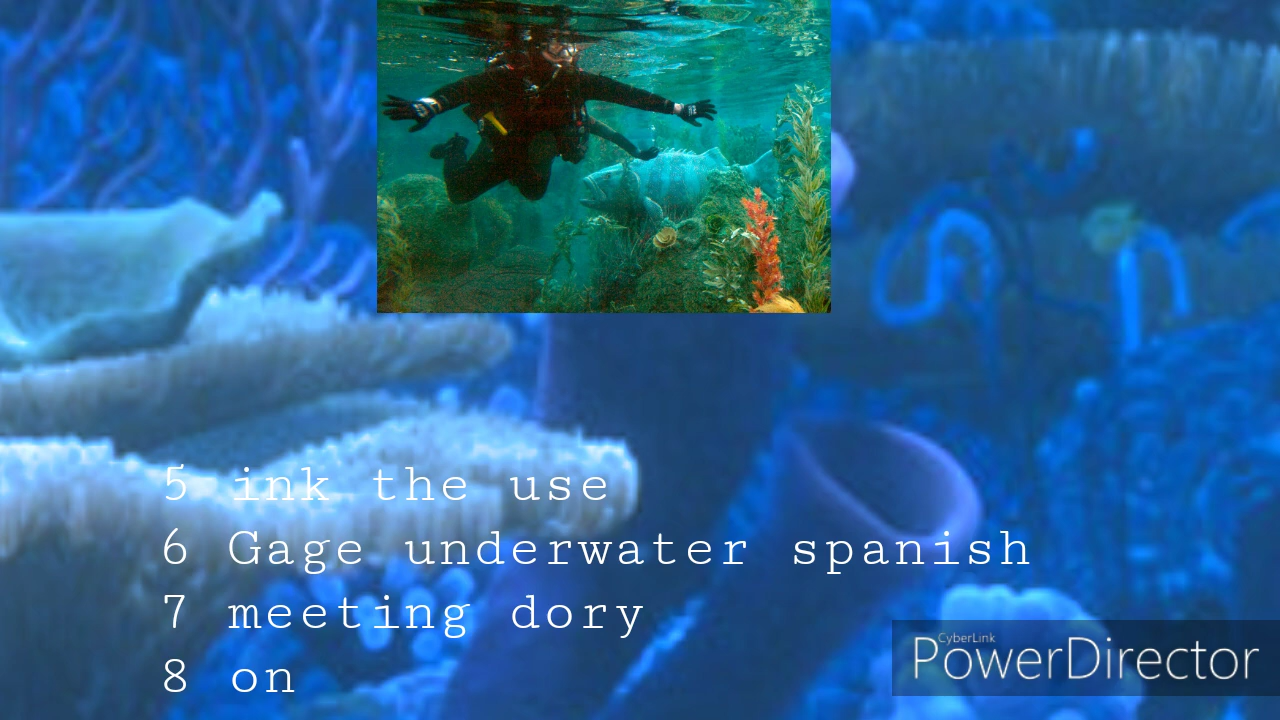 5 ink the use
6 Gage underwater spanish
7 meeting dory
8 on
CyberLink
PowerDirector